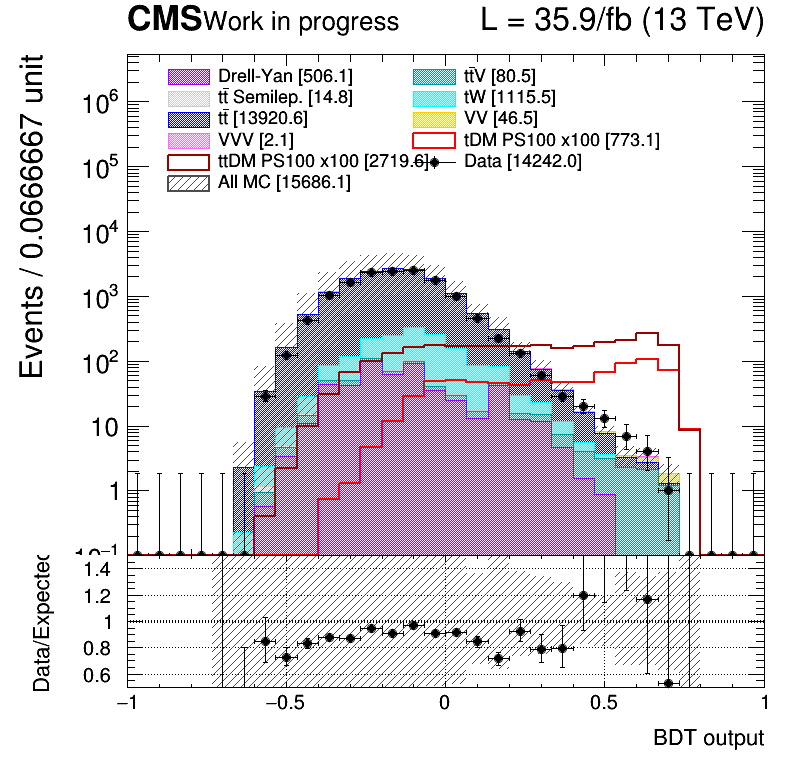 CMS Work in progress L = 35.9/fb (13 TeV)
Events / 0.0666667 unit
Drell-Yan [506.1] tt̄V [80.5]
tt̄ Semilep. [14.8] tW [1115.5]
tt̄ [13920.6] VV [46.5]
VVV [2.1] tDM PS100 x100 [773.1]
ttDM PS100 x100 [2719.6] Data [14242.0]
All MC [15686.1]
10⁶
10⁵
10⁴
10³
10²
10
1
10⁻¹
Data/Expected
1.4
1.2
1
0.8
0.6
−1 −0.5 0 0.5 1
BDT output